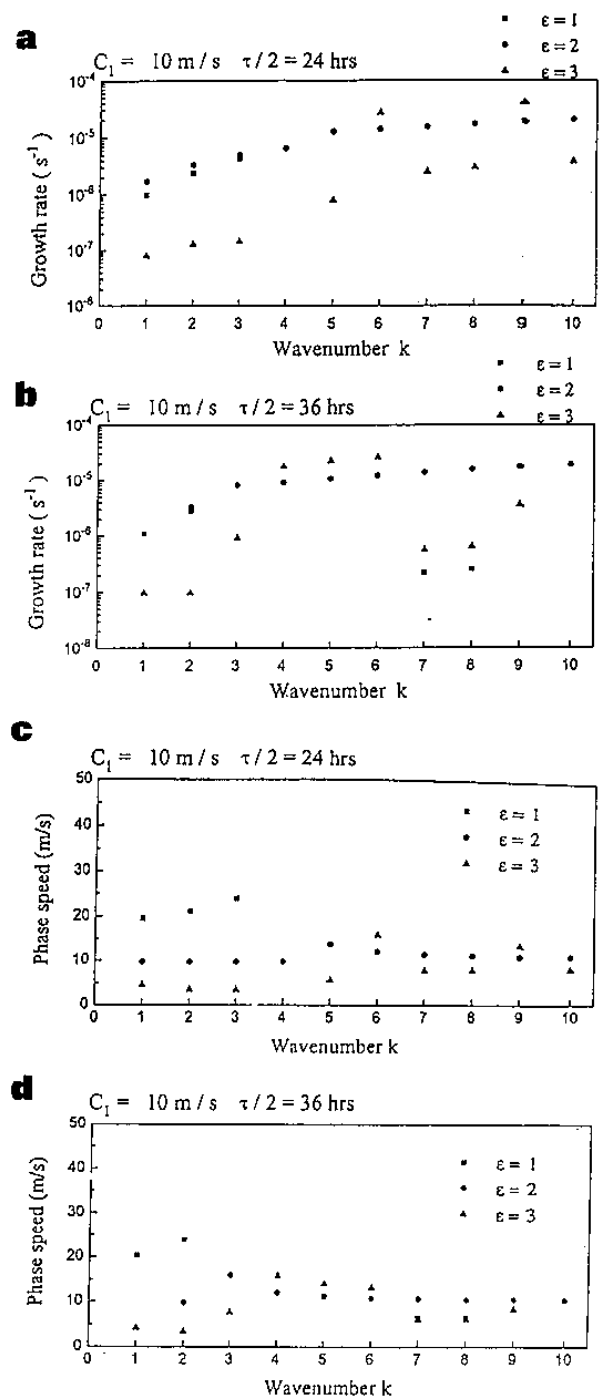 a
C1 = 10 m / s τ / 2 = 24 hrs
ε = 1
ε = 2
ε = 3
Growth rate ( s-1 )
10-4
10-5
10-6
10-7
10-8
0 1 2 3 4 5 6 7 8 9 10
Wavenumber k
b
C1 = 10 m / s τ / 2 = 36 hrs
ε = 1
ε = 2
ε = 3
Growth rate ( s-1 )
10-4
10-5
10-6
10-7
10-8
0 1 2 3 4 5 6 7 8 9 10
Wavenumber k
c
C1 = 10 m / s τ / 2 = 24 hrs
ε = 1
ε = 2
ε = 3
Phase speed (m/s)
50
40
30
20
10
0
0 1 2 3 4 5 6 7 8 9 10
Wavenumber k
d
C1 = 10 m / s τ / 2 = 36 hrs
ε = 1
ε = 2
ε = 3
Phase speed (m/s)
50
40
30
20
10
0
0 1 2 3 4 5 6 7 8 9 10
Wavenumber k